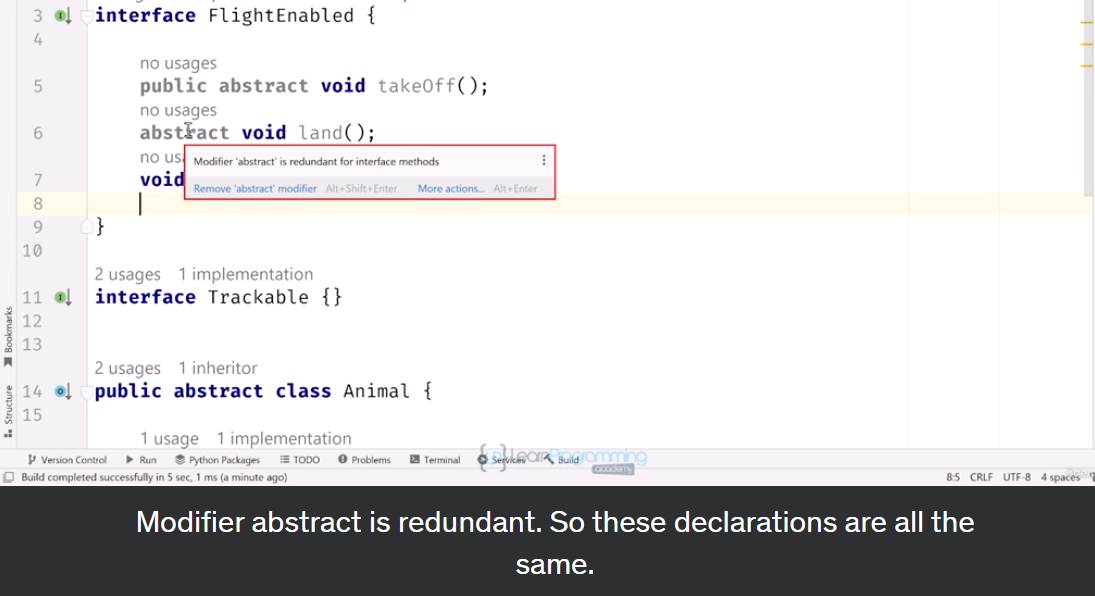 3 interface FlightEnabled {
4
no usages
5 public abstract void takeOff();
no usages
6 abstract void land();
no us
Modifier 'abstract' is redundant for interface methods
7 void
Remove 'abstract' modifier Alt+Shift+Enter More actions... Alt+Enter
8
9 }
10
2 usages 1 implementation
11 interface Trackable {}
12
13
2 usages 1 inheritor
14 public abstract class Animal {
15
1 usage 1 implementation
Bookmarks
Structure
Version Control Run Python Packages TODO Problems Terminal Services Build
LearnProgramming
academy
Build completed successfully in 5 sec, 1 ms (a minute ago) 8:5 CRLF UTF-8 4 spaces
Modifier abstract is redundant. So these declarations are all the
same.